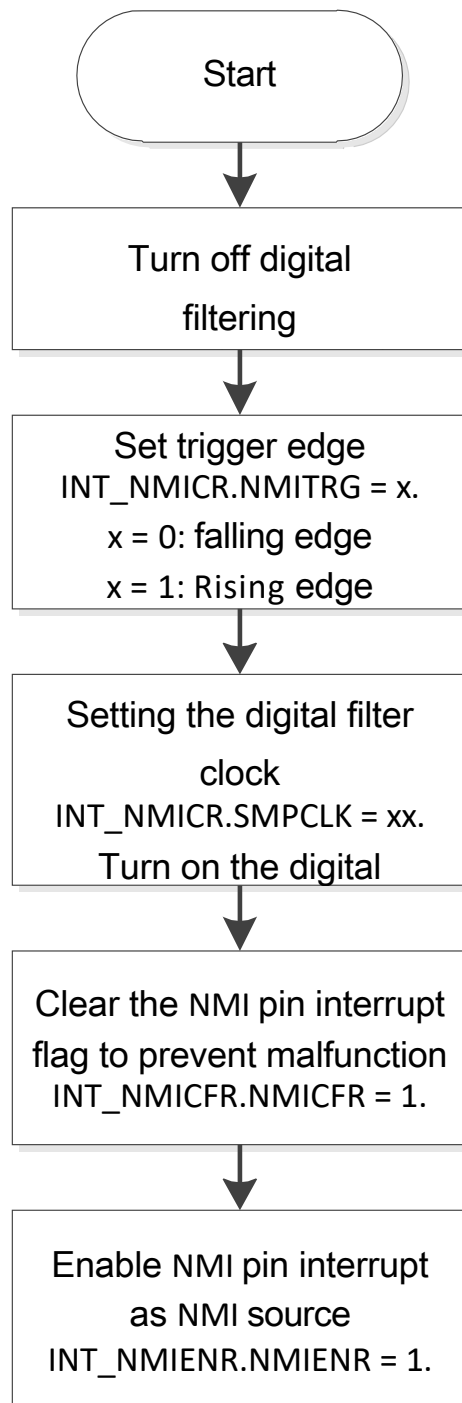 Start
Turn off digital
filtering
Set trigger edge
INT_NMICR.NMITRG = x.
x = 0: falling edge
x = 1: Rising edge
Setting the digital filter
clock
INT_NMICR.SMPCLK = xx.
Turn on the digital
Clear the NMI pin interrupt
flag to prevent malfunction
INT_NMICFR.NMICFR = 1.
Enable NMI pin interrupt
as NMI source
INT_NMIENR.NMIENR = 1.